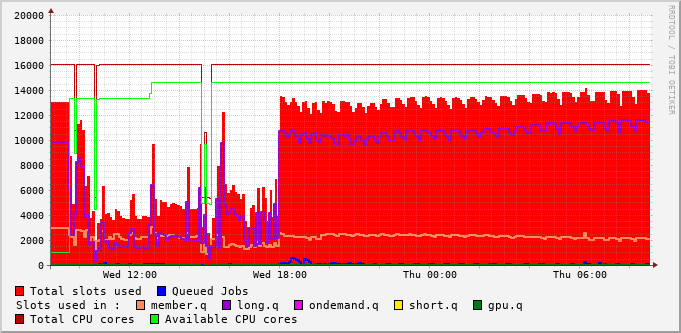 20000
18000
16000
14000
12000
10000
8000
6000
4000
2000
0
Wed 12:00 Wed 18:00 Thu 00:00 Thu 06:00
RRDTOOL / TOBI OETIKER
Total slots used Queued Jobs
Slots used in : member.q long.q ondemand.q short.q gpu.q
Total CPU cores Available CPU cores